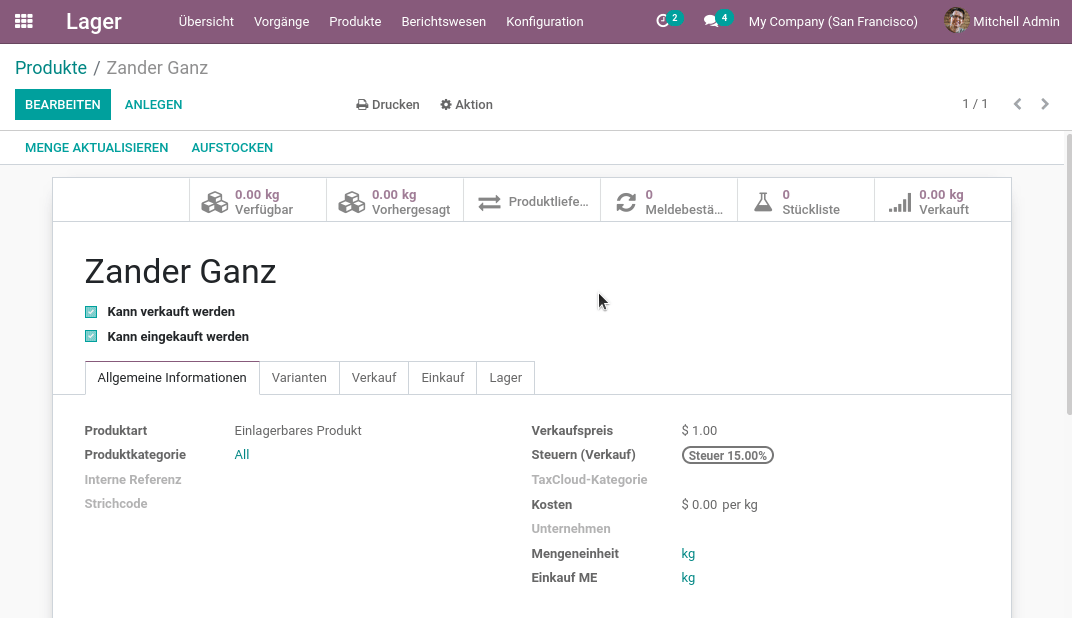 Lager Übersicht Vorgänge Produkte Berichtswesen Konfiguration 2 4 My Company (San Francisco) Mitchell Admin
Produkte / Zander Ganz
BEARBEITEN ANLEGEN Drucken Aktion 1 / 1
MENGE AKTUALISIEREN AUFSTOCKEN
0.00 kg Verfügbar
0.00 kg Vorhergesagt
Produktliefe…
0 Meldebestä…
0 Stückliste
0.00 kg Verkauft
Zander Ganz
Kann verkauft werden
Kann eingekauft werden
Allgemeine Informationen Varianten Verkauf Einkauf Lager
Produktart Einlagerbares Produkt
Produktkategorie All
Interne Referenz
Strichcode
Verkaufspreis $ 1.00
Steuern (Verkauf) Steuer 15.00%
TaxCloud-Kategorie
Kosten $ 0.00 per kg
Unternehmen
Mengeneinheit kg
Einkauf ME kg